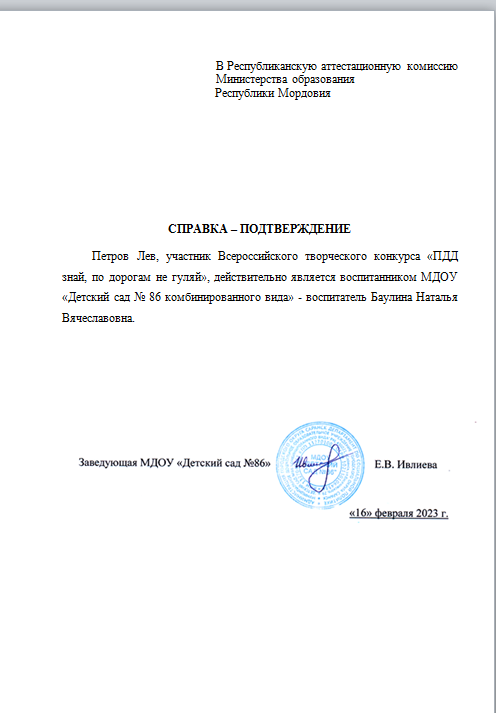 В Республиканскую аттестационную комиссию
Министерства образования
Республики Мордовия
СПРАВКА – ПОДТВЕРЖДЕНИЕ
Петров Лев, участник Всероссийского творческого конкурса «ПДД
знай, по дорогам не гуляй», действительно является воспитанником МДОУ
«Детский сад № 86 комбинированного вида» - воспитатель Баулина Наталья
Вячеславовна.
Заведующая МДОУ «Детский сад №86»
Е.В. Ивлиева
«16» февраля 2023 г.